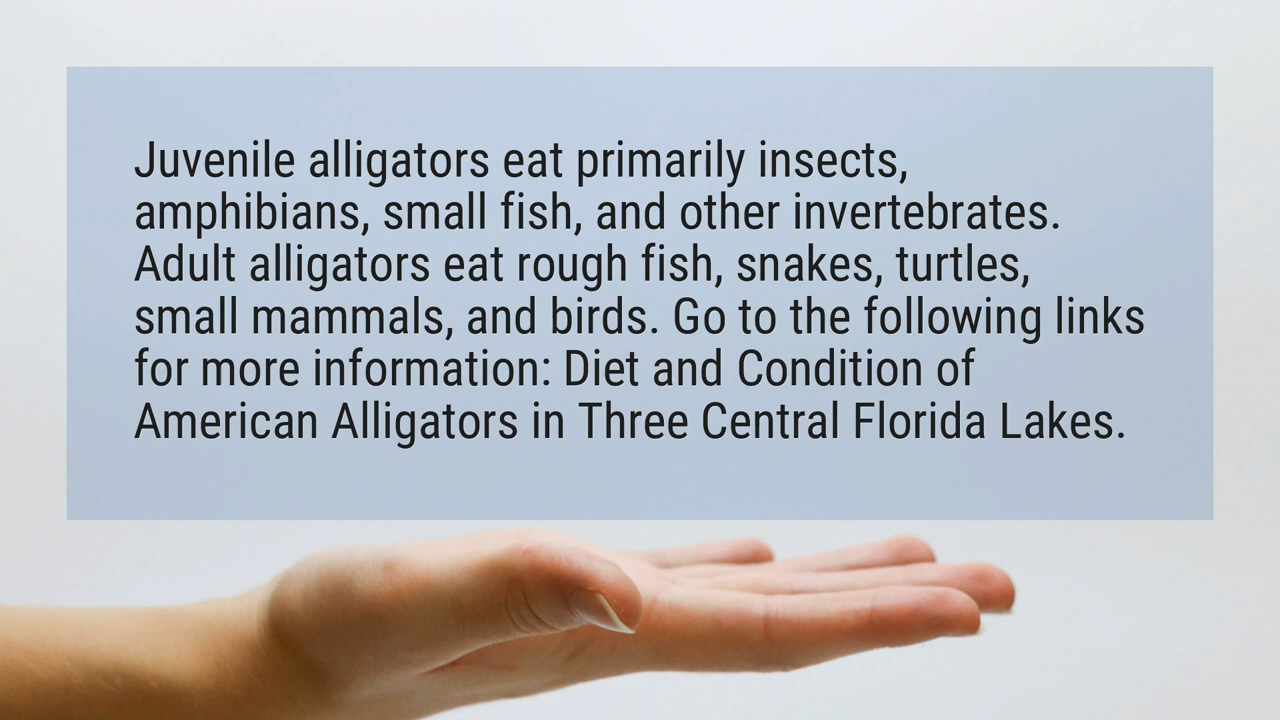 Juvenile alligators eat primarily insects,
amphibians, small fish, and other invertebrates.
Adult alligators eat rough fish, snakes, turtles,
small mammals, and birds. Go to the following links
for more information: Diet and Condition of
American Alligators in Three Central Florida Lakes.